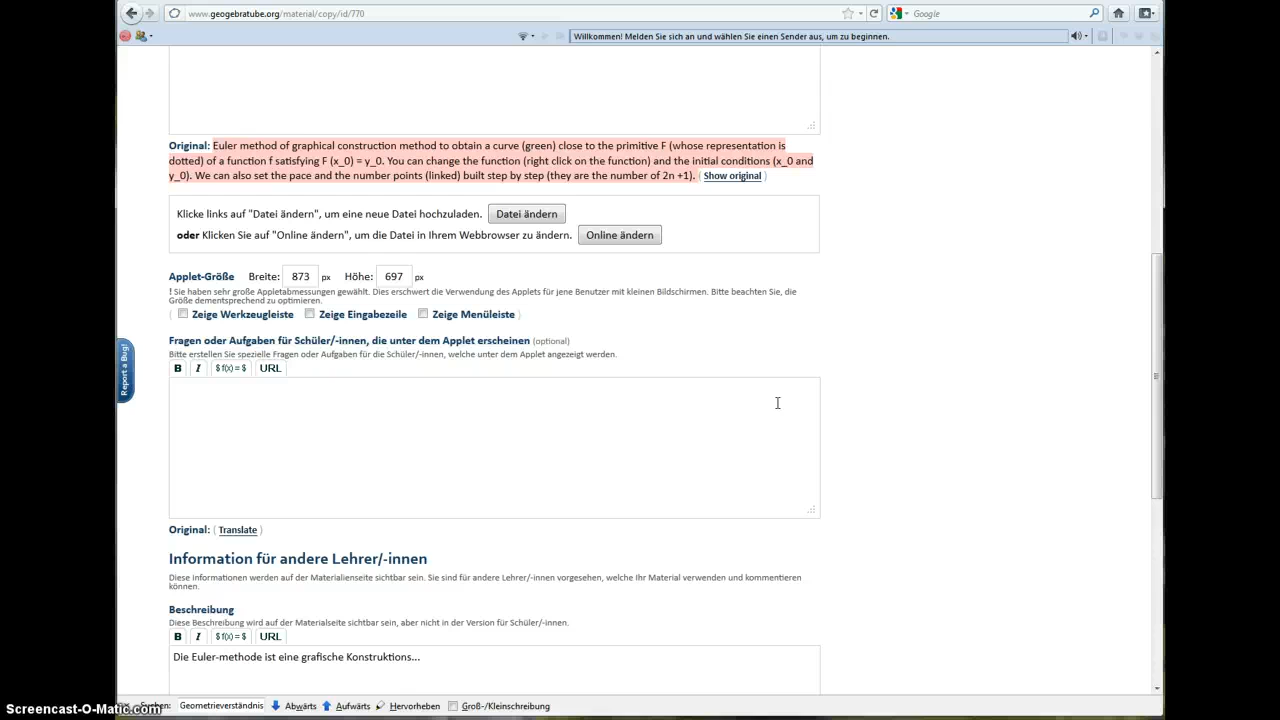 www.geogebratube.org/material/copy/id/770
Google
Willkommen! Melden Sie sich an und wählen Sie einen Sender aus, um zu beginnen.
Original: Euler method of graphical construction method to obtain a curve (green) close to the primitive F (whose representation is
dotted) of a function f satisfying F (x_0) = y_0. You can change the function (right click on the function) and the initial conditions (x_0 and
y_0). We can also set the pace and the number points (linked) built step by step (they are the number of 2n +1). ( Show original )
Klicke links auf "Datei ändern", um eine neue Datei hochzuladen. Datei ändern
oder Klicken Sie auf "Online ändern", um die Datei in Ihrem Webbrowser zu ändern. Online ändern
Applet-Größe Breite: 873 px Höhe: 697 px
! Sie haben sehr große Appletabmessungen gewählt. Dies erschwert die Verwendung des Applets für jene Benutzer mit kleinen Bildschirmen. Bitte beachten Sie, die
Größe dementsprechend zu optimieren.
( Zeige Werkzeugleiste Zeige Eingabezeile Zeige Menüleiste )
Fragen oder Aufgaben für Schüler/-innen, die unter dem Applet erscheinen (optional)
Bitte erstellen Sie spezielle Fragen oder Aufgaben für die Schüler/-innen, welche unter dem Applet angezeigt werden.
B I $ f(x) = $ URL
Report a Bug!
Original: ( Translate )
Information für andere Lehrer/-innen
Diese Informationen werden auf der Materialienseite sichtbar sein. Sie sind für andere Lehrer/-innen vorgesehen, welche Ihr Material verwenden und kommentieren
können.
Beschreibung
Diese Beschreibung wird auf der Materialseite sichtbar sein, aber nicht in der Version für Schüler/-innen.
B I $ f(x) = $ URL
Die Euler-methode ist eine grafische Konstruktions...
Suchen: Geometrieverständnis Abwärts Aufwärts Hervorheben Groß-/Kleinschreibung
Screencast-O-Matic.com